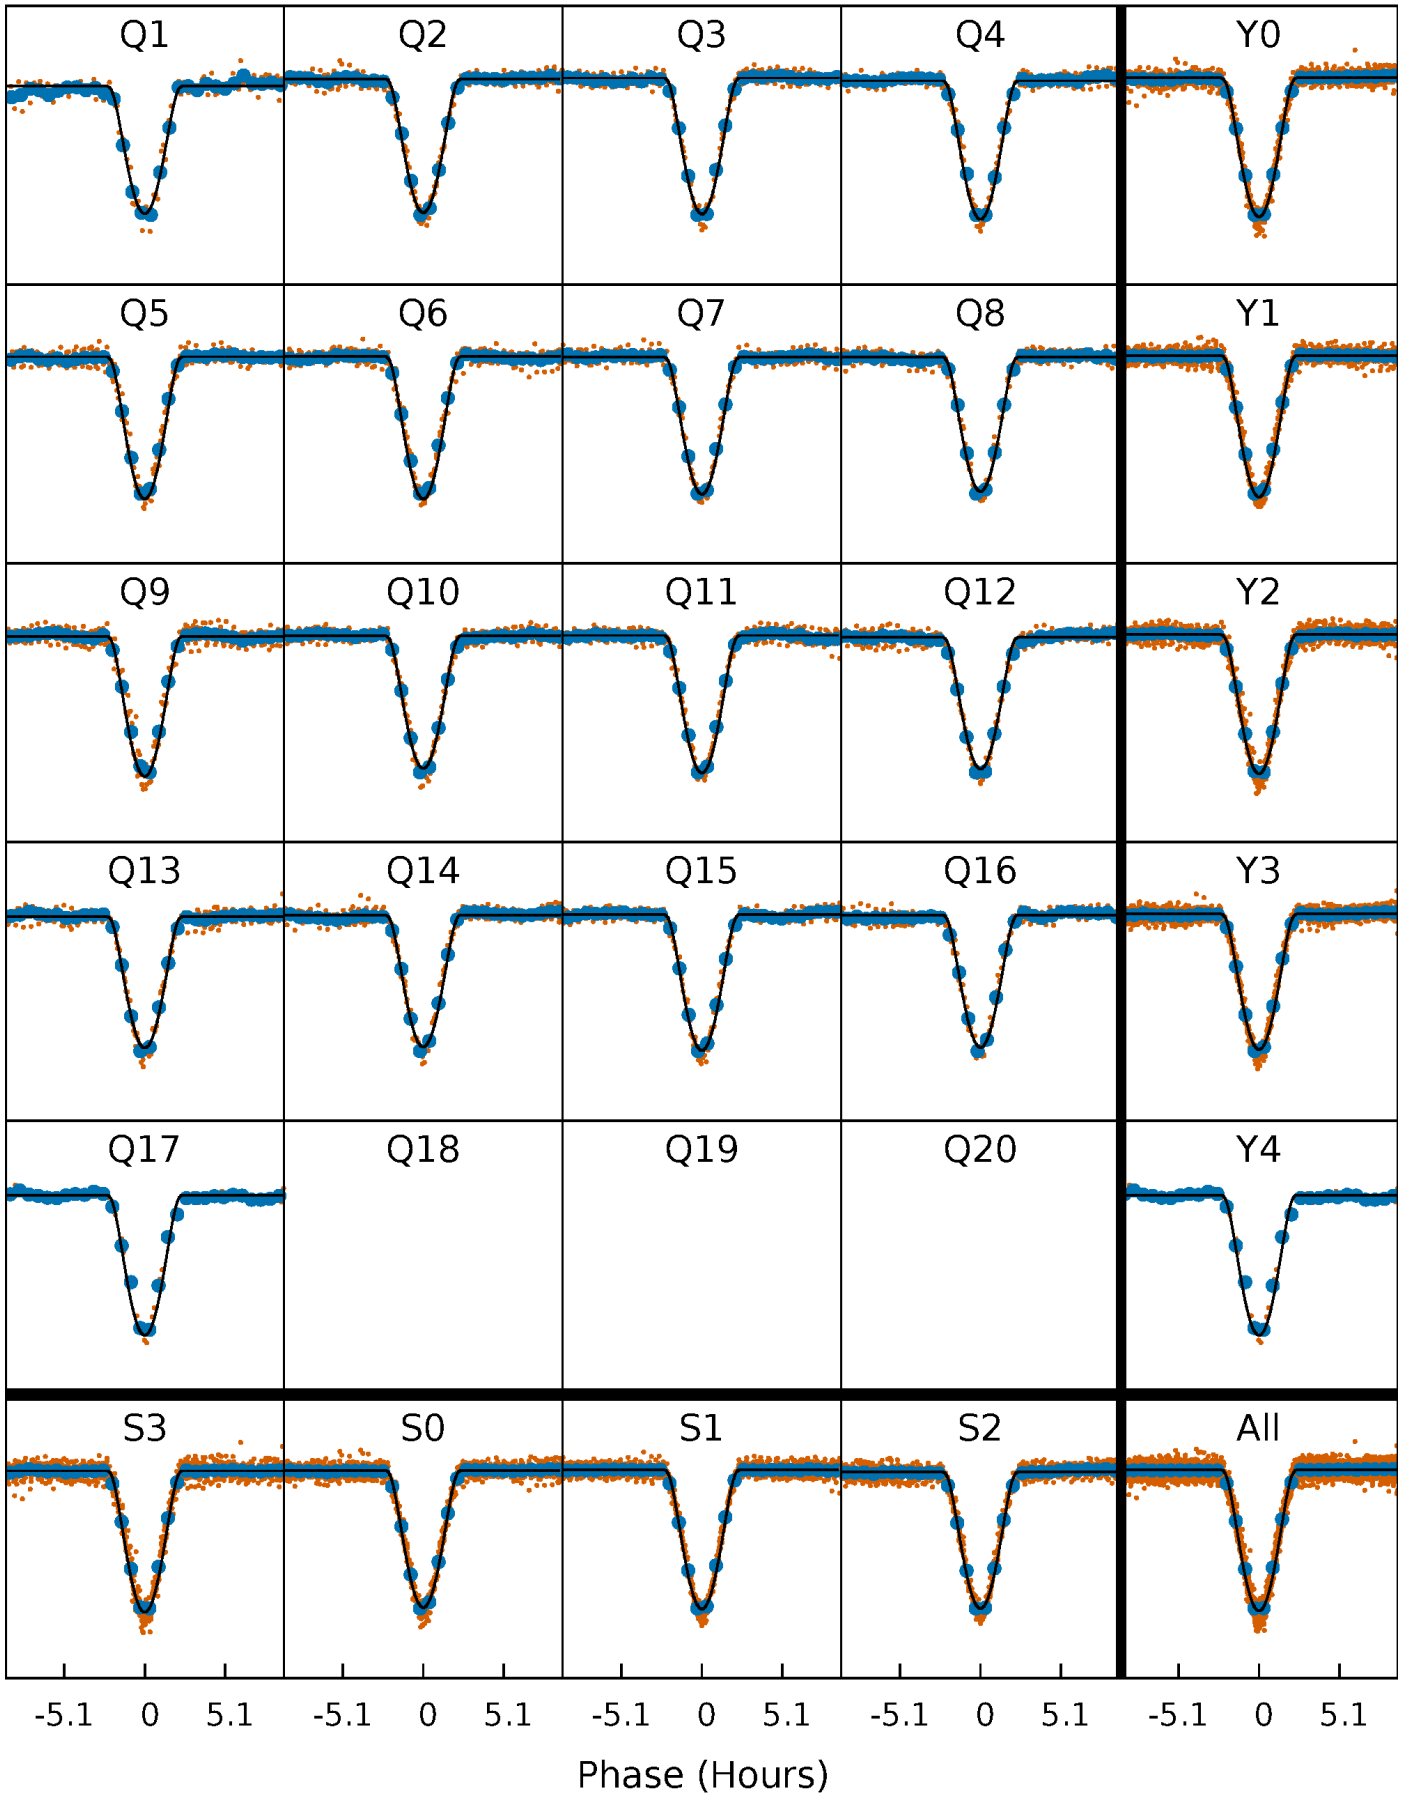 Q1 Q2 Q3 Q4 Y0
Q5 Q6 Q7 Q8 Y1
Q9 Q10 Q11 Q12 Y2
Q13 Q14 Q15 Q16 Y3
Q17 Q18 Q19 Q20 Y4
S3 S0 S1 S2 All
-5.1 0 5.1 -5.1 0 5.1 -5.1 0 5.1 -5.1 0 5.1 -5.1 0 5.1
Phase (Hours)